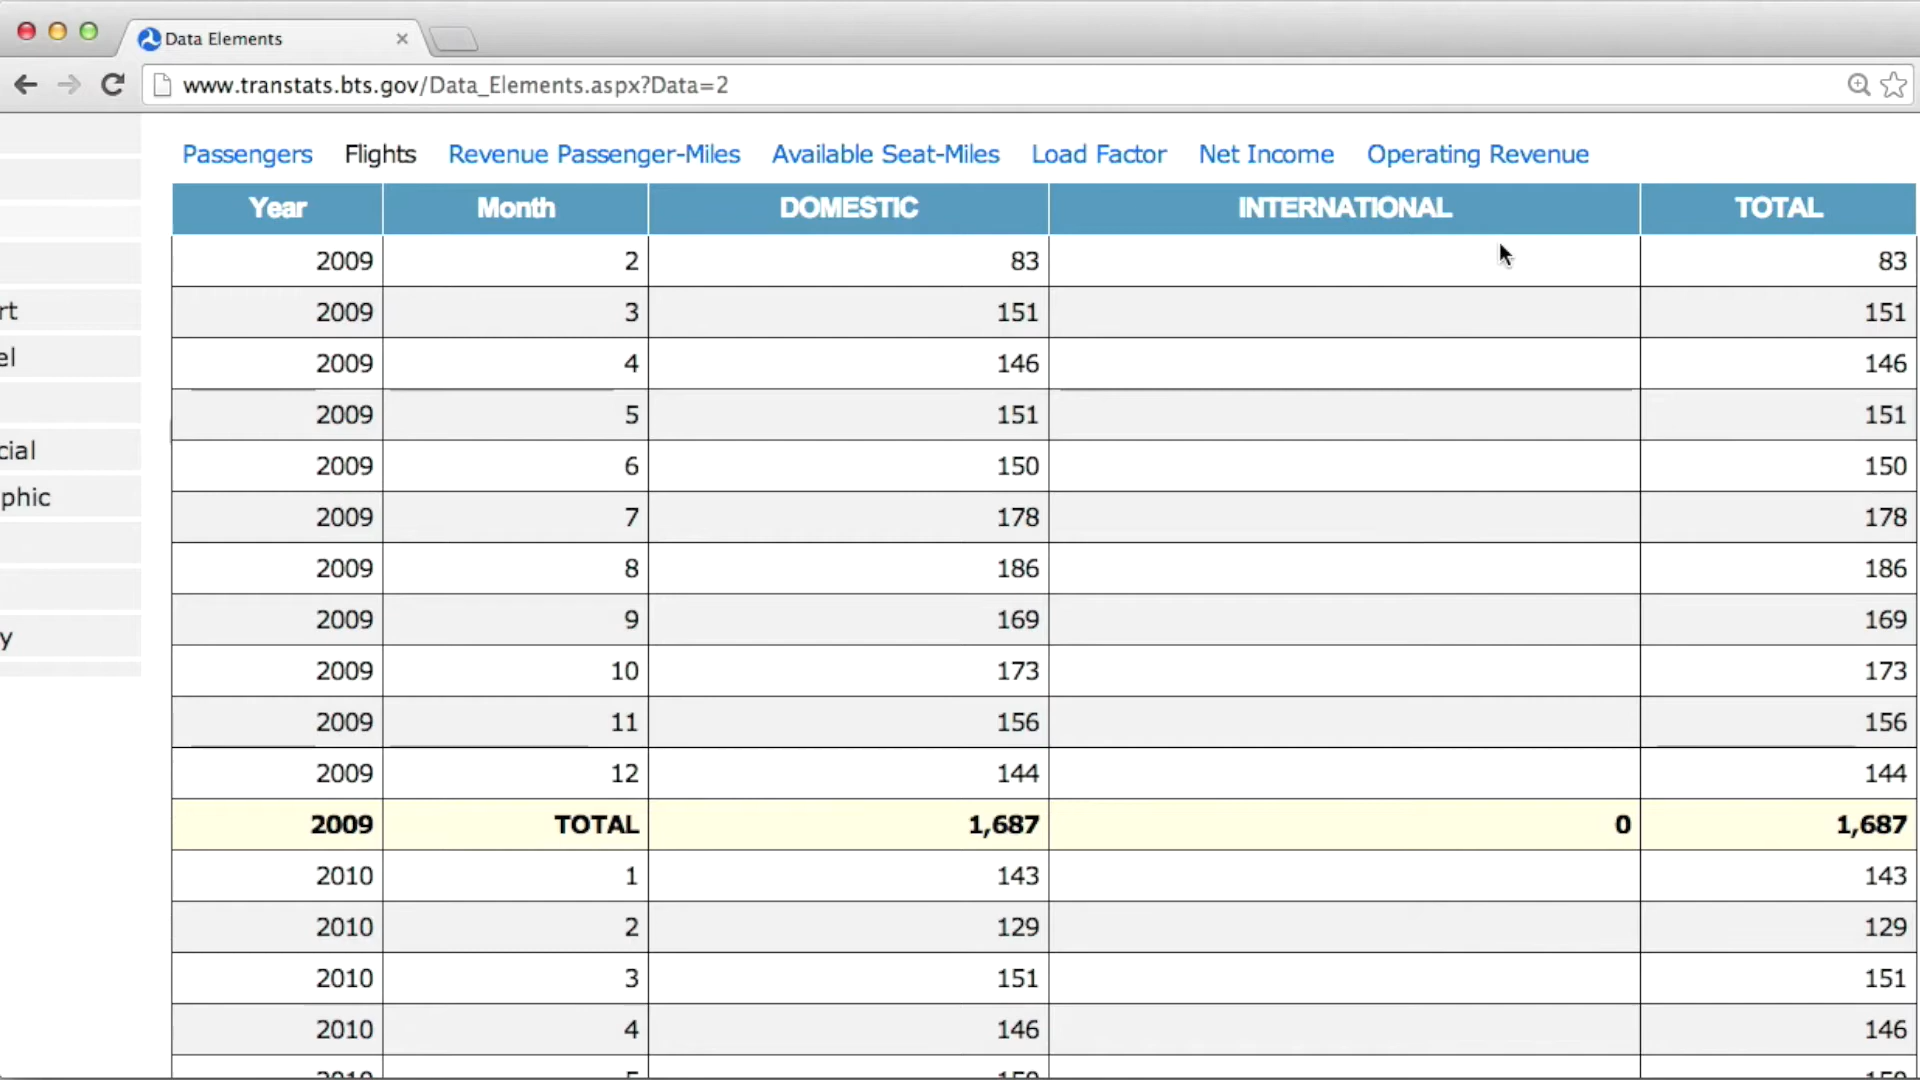 Data Elements
www.transtats.bts.gov/Data_Elements.aspx?Data=2
Passengers Flights Revenue Passenger-Miles Available Seat-Miles Load Factor Net Income Operating Revenue
Year Month DOMESTIC INTERNATIONAL TOTAL
2009 2 83 83
2009 3 151 151
rt
2009 4 146 146
el
2009 5 151 151
2009 6 150 150
cial
2009 7 178 178
phic
2009 8 186 186
2009 9 169 169
y
2009 10 173 173
2009 11 156 156
2009 12 144 144
2009 TOTAL 1,687 0 1,687
2010 1 143 143
2010 2 129 129
2010 3 151 151
2010 4 146 146